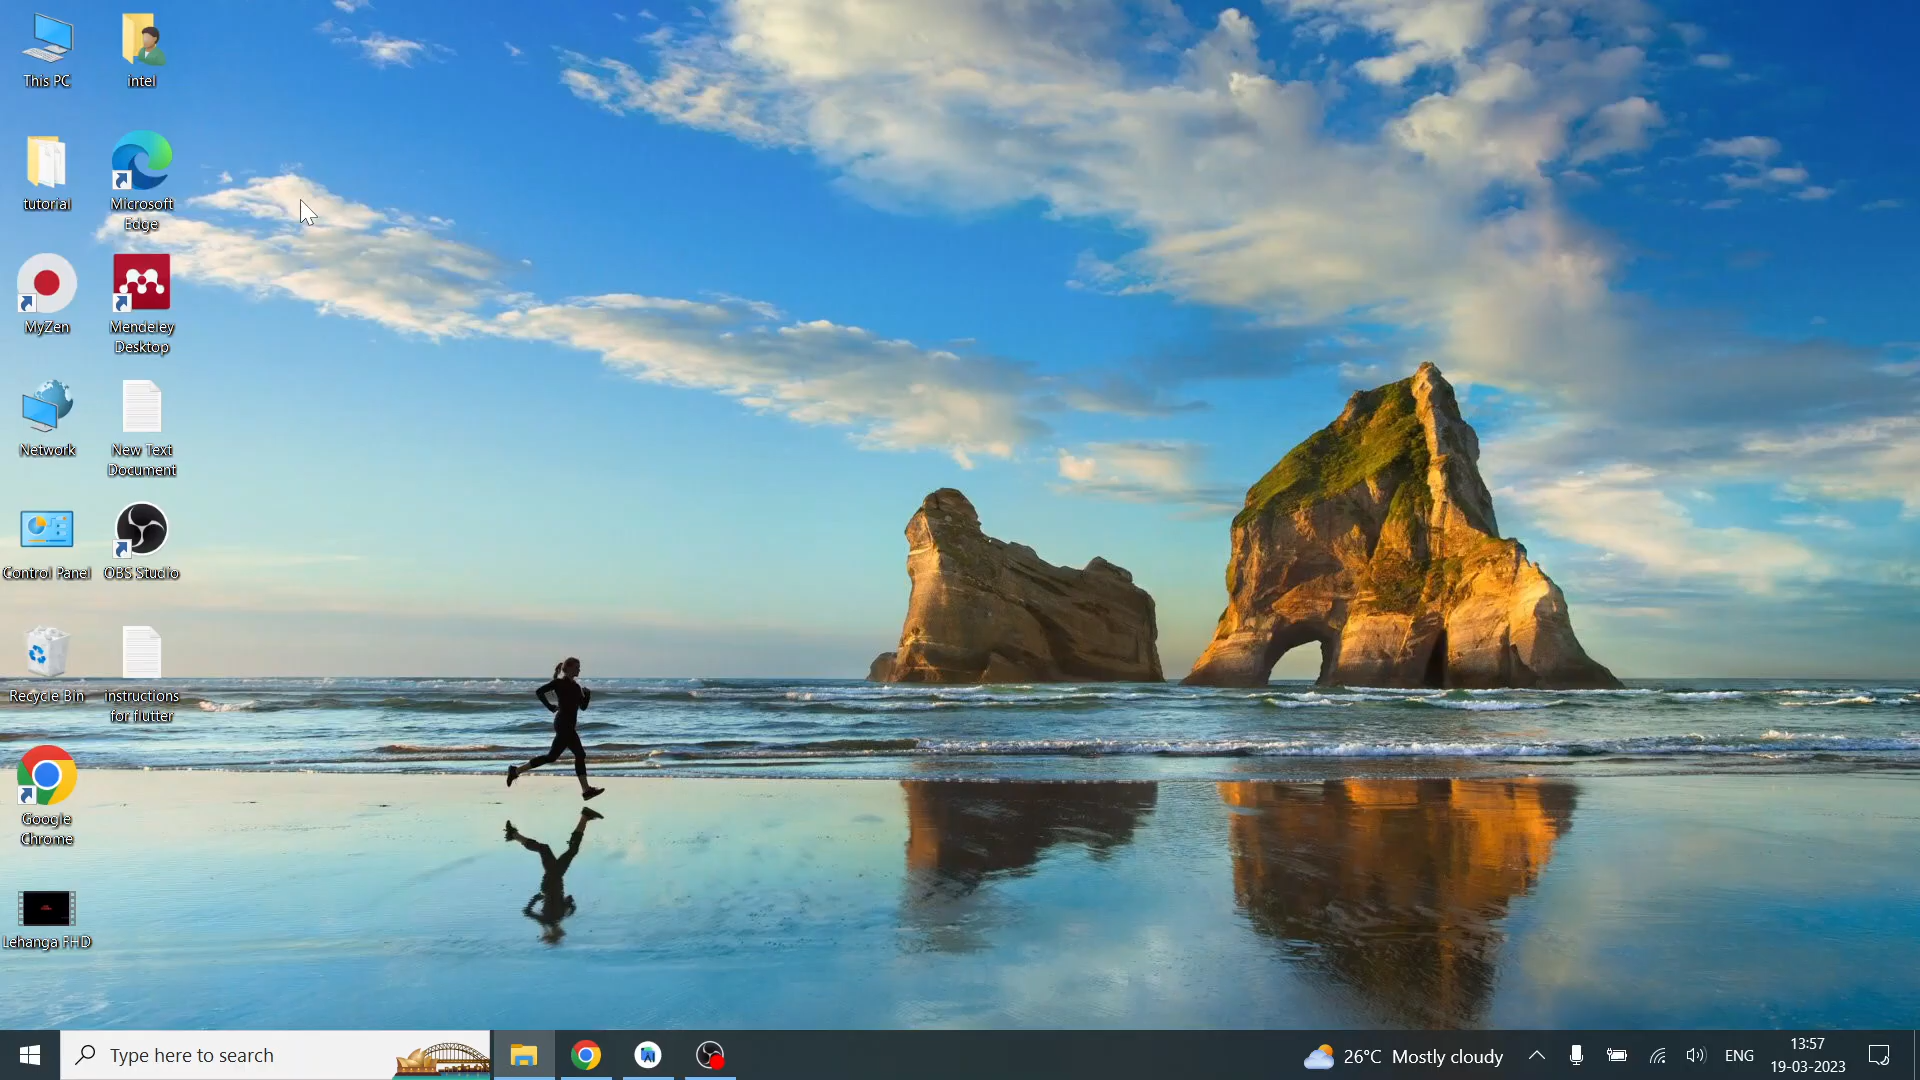 This PC
intel
tutorial
Microsoft
Edge
MyZen
Mendeley
Desktop
Network
New Text
Document
Control Panel
OBS Studio
Recycle Bin
instructions
for flutter
Google
Chrome
Lehanga FHD
Type here to search
26°C Mostly cloudy
ENG
13:57
19-03-2023